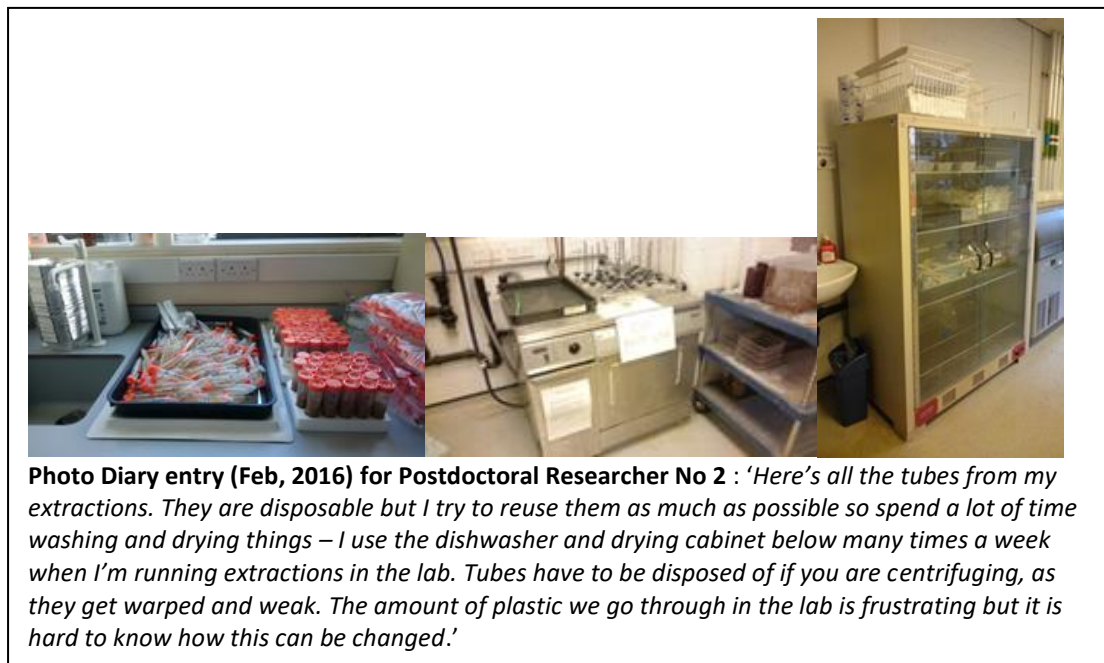 Photo Diary entry (Feb, 2016) for Postdoctoral Researcher No 2 : ‘Here’s all the tubes from my
extractions. They are disposable but I try to reuse them as much as possible so spend a lot of time
washing and drying things – I use the dishwasher and drying cabinet below many times a week
when I’m running extractions in the lab. Tubes have to be disposed of if you are centrifuging, as
they get warped and weak. The amount of plastic we go through in the lab is frustrating but it is
hard to know how this can be changed.’